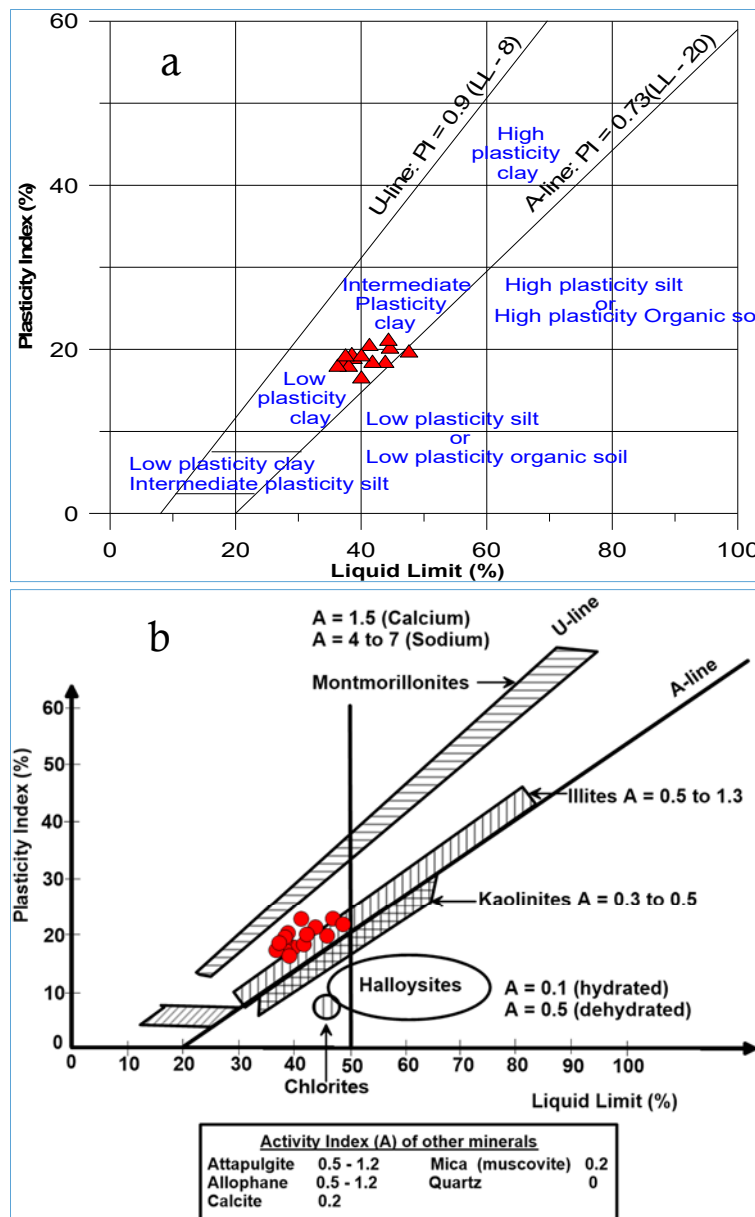 a
60
40
20
0
Plasticity Index (%)
U-line: PI = 0.9 (LL - 8)
A-line: PI = 0.73(LL - 20)
High
plasticity
clay
Intermediate
Plasticity
clay
High plasticity silt
or
High plasticity Organic so
Low
plasticity
clay
Low plasticity silt
or
Low plasticity organic soil
Low plasticity clay
Intermediate plasticity silt
0 20 40 60 80 100
Liquid Limit (%)
b
A = 1.5 (Calcium)
A = 4 to 7 (Sodium)
Montmorillonites
U-line
A-line
60
50
40
30
20
10
0
Plasticity Index (%)
Illites A = 0.5 to 1.3
Kaolinites A = 0.3 to 0.5
Halloysites
A = 0.1 (hydrated)
A = 0.5 (dehydrated)
0 10 20 30 40 50 60 70 80 90 100
Chlorites
Liquid Limit (%)
Activity Index (A) of other minerals
Attapulgite 0.5 - 1.2 Mica (muscovite) 0.2
Allophane 0.5 - 1.2 Quartz 0
Calcite 0.2